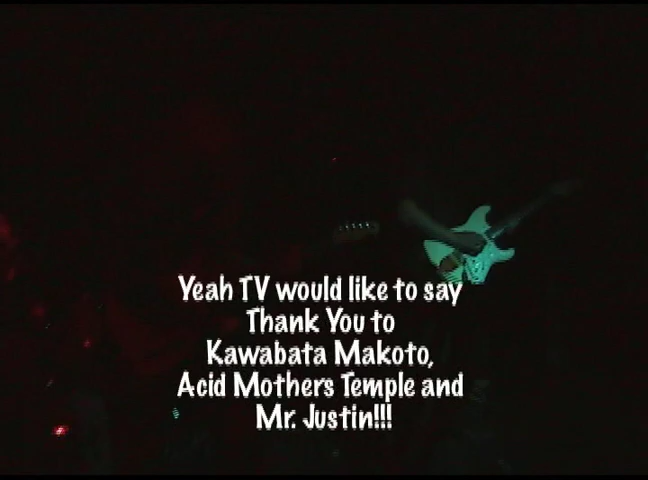 Yeah TV would like to say
Thank You to
Kawabata Makoto,
Acid Mothers Temple and
Mr. Justin!!!